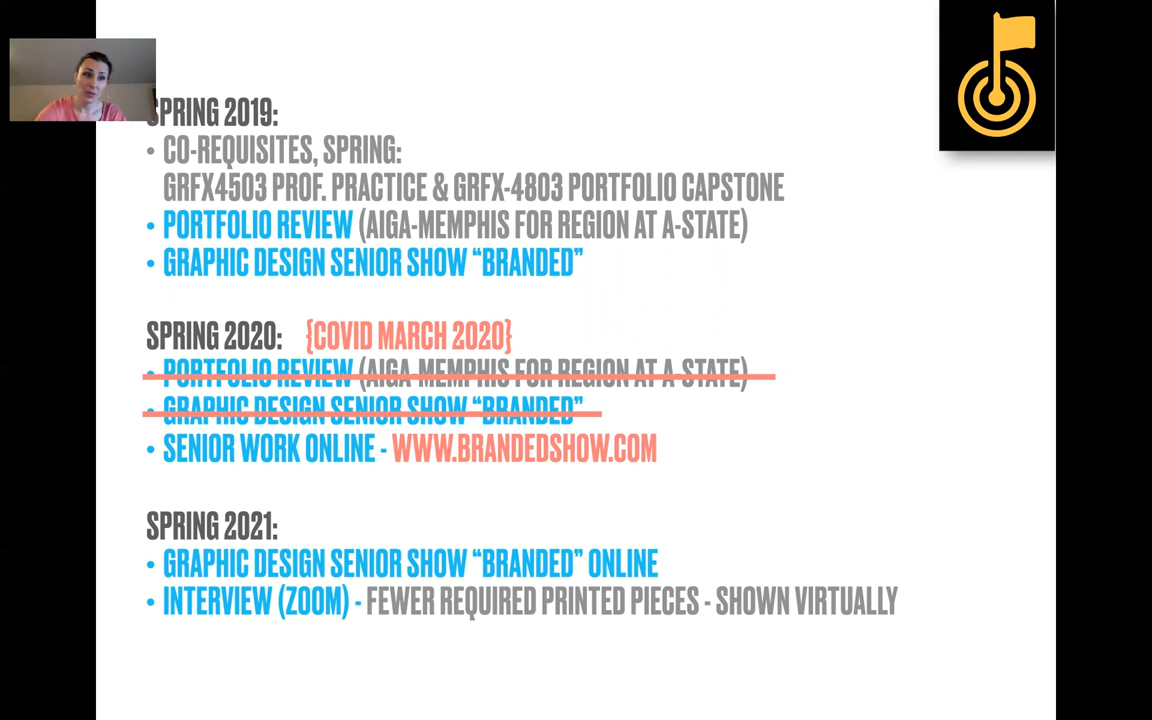 SPRING 2019:
• CO-REQUISITES, SPRING:
GRFX4503 PROF. PRACTICE & GRFX-4803 PORTFOLIO CAPSTONE
• PORTFOLIO REVIEW (AIGA-MEMPHIS FOR REGION AT A-STATE)
• GRAPHIC DESIGN SENIOR SHOW “BRANDED”
SPRING 2020: {COVID MARCH 2020}
• PORTFOLIO REVIEW (AIGA-MEMPHIS FOR REGION AT A-STATE)
• GRAPHIC DESIGN SENIOR SHOW “BRANDED”
• SENIOR WORK ONLINE - WWW.BRANDEDSHOW.COM
SPRING 2021:
• GRAPHIC DESIGN SENIOR SHOW “BRANDED” ONLINE
• INTERVIEW (ZOOM) - FEWER REQUIRED PRINTED PIECES - SHOWN VIRTUALLY